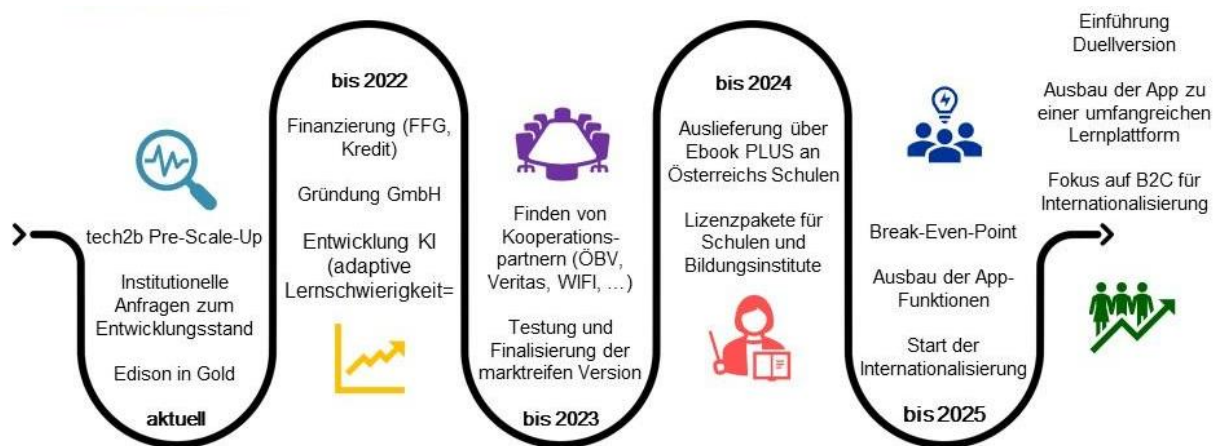 tech2b Pre-Scale-Up
Institutionelle
Anfragen zum
Entwicklungsstand
Edison in Gold
aktuell
bis 2022
Finanzierung (FFG,
Kredit)
Gründung GmbH
Entwicklung KI
(adaptive
Lernschwierigkeit=
Finden von
Kooperations-
partnern (ÖBV,
Veritas, WIFI, ...)
Testung und
Finalisierung der
marktreifen Version
bis 2023
bis 2024
Auslieferung über
Ebook PLUS an
Österreichs Schulen
Lizenzpakete für
Schulen und
Bildungsinstitute
Break-Even-Point
Ausbau der App-
Funktionen
Start der
Internationalisierung
bis 2025
Einführung
Duellversion
Ausbau der App zu
einer umfangreichen
Lernplattform
Fokus auf B2C für
Internationalisierung